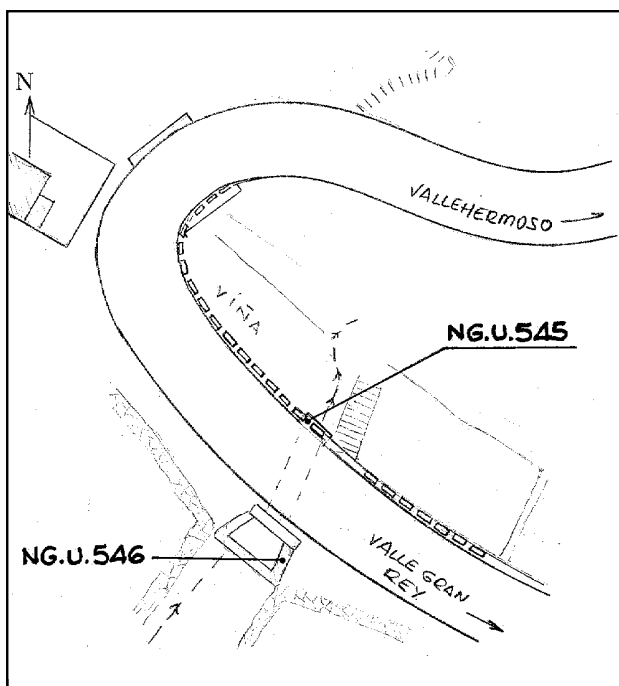 N
VALLEHERMOSO
VIÑA
NG.U.545
NG.U.546
VALLE GRAN
REY